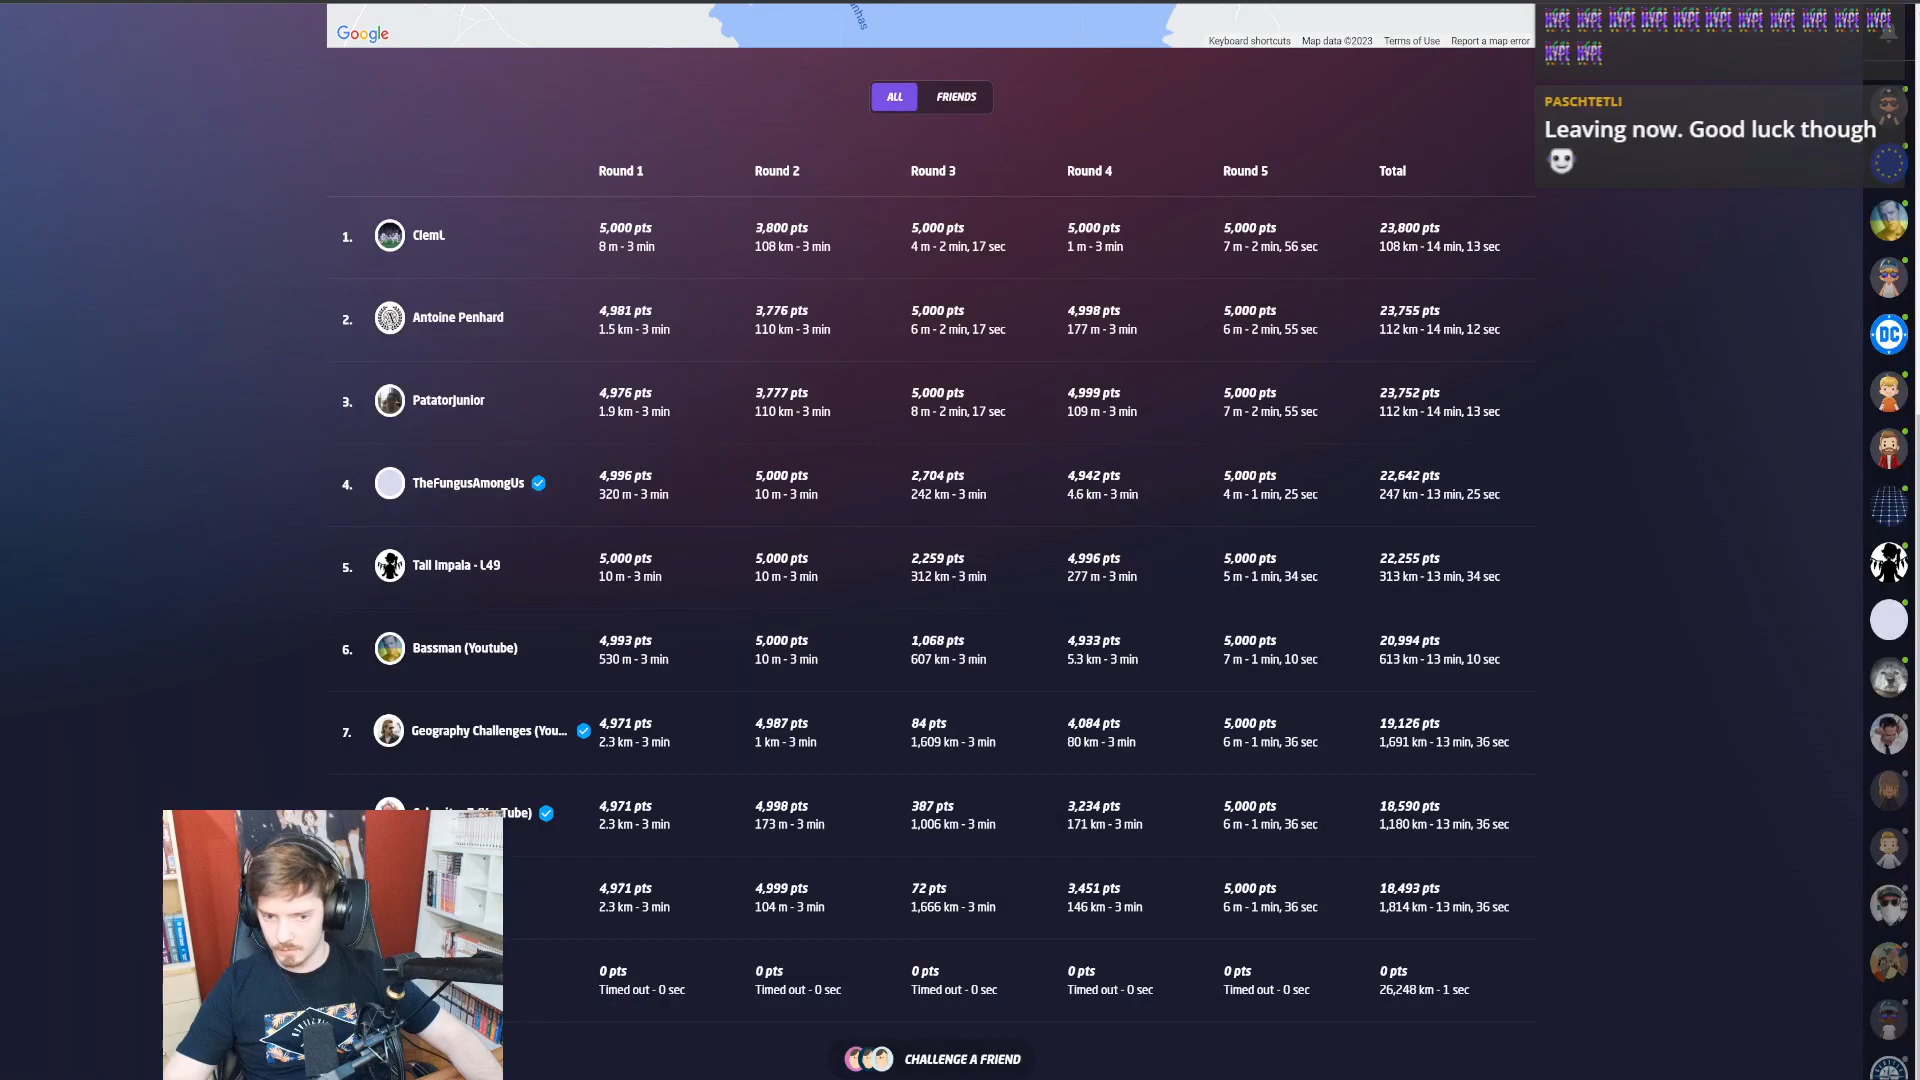 Google
nhas
Keyboard shortcuts Map data ©2023 Terms of Use Report a map error
HYPE HYPE HYPE HYPE HYPE HYPE HYPE HYPE HYPE HYPE HYPE
HYPE HYPE
PASCHTETLI
Leaving now. Good luck though
ALL FRIENDS
Round 1 Round 2 Round 3 Round 4 Round 5 Total
1. ClemL
5,000 pts 3,800 pts 5,000 pts 5,000 pts 5,000 pts 23,800 pts
8 m - 3 min 108 km - 3 min 4 m - 2 min, 17 sec 1 m - 3 min 7 m - 2 min, 56 sec 108 km - 14 min, 13 sec
2. Antoine Penhard
4,981 pts 3,776 pts 5,000 pts 4,998 pts 5,000 pts 23,755 pts
1.5 km - 3 min 110 km - 3 min 6 m - 2 min, 17 sec 177 m - 3 min 6 m - 2 min, 55 sec 112 km - 14 min, 12 sec
DC
3. PatatorJunior
4,976 pts 3,777 pts 5,000 pts 4,999 pts 5,000 pts 23,752 pts
1.9 km - 3 min 110 km - 3 min 8 m - 2 min, 17 sec 109 m - 3 min 7 m - 2 min, 55 sec 112 km - 14 min, 13 sec
4. TheFungusAmongUs
4,996 pts 5,000 pts 2,704 pts 4,942 pts 5,000 pts 22,642 pts
320 m - 3 min 10 m - 3 min 242 km - 3 min 4.6 km - 3 min 4 m - 1 min, 25 sec 247 km - 13 min, 25 sec
5. Tall Impala - L49
5,000 pts 5,000 pts 2,259 pts 4,996 pts 5,000 pts 22,255 pts
10 m - 3 min 10 m - 3 min 312 km - 3 min 277 m - 3 min 5 m - 1 min, 34 sec 313 km - 13 min, 34 sec
6. Bassman (Youtube)
4,993 pts 5,000 pts 1,068 pts 4,933 pts 5,000 pts 20,994 pts
530 m - 3 min 10 m - 3 min 607 km - 3 min 5.3 km - 3 min 7 m - 1 min, 10 sec 613 km - 13 min, 10 sec
7. Geography Challenges (You...
4,971 pts 4,987 pts 84 pts 4,084 pts 5,000 pts 19,126 pts
2.3 km - 3 min 1 km - 3 min 1,609 km - 3 min 80 km - 3 min 6 m - 1 min, 36 sec 1,691 km - 13 min, 36 sec
Tube)
4,971 pts 4,998 pts 387 pts 3,234 pts 5,000 pts 18,590 pts
2.3 km - 3 min 173 m - 3 min 1,006 km - 3 min 171 km - 3 min 6 m - 1 min, 36 sec 1,180 km - 13 min, 36 sec
4,971 pts 4,999 pts 72 pts 3,451 pts 5,000 pts 18,493 pts
2.3 km - 3 min 104 m - 3 min 1,666 km - 3 min 146 km - 3 min 6 m - 1 min, 36 sec 1,814 km - 13 min, 36 sec
0 pts 0 pts 0 pts 0 pts 0 pts 0 pts
Timed out - 0 sec Timed out - 0 sec Timed out - 0 sec Timed out - 0 sec Timed out - 0 sec 26,248 km - 1 sec
CHALLENGE A FRIEND